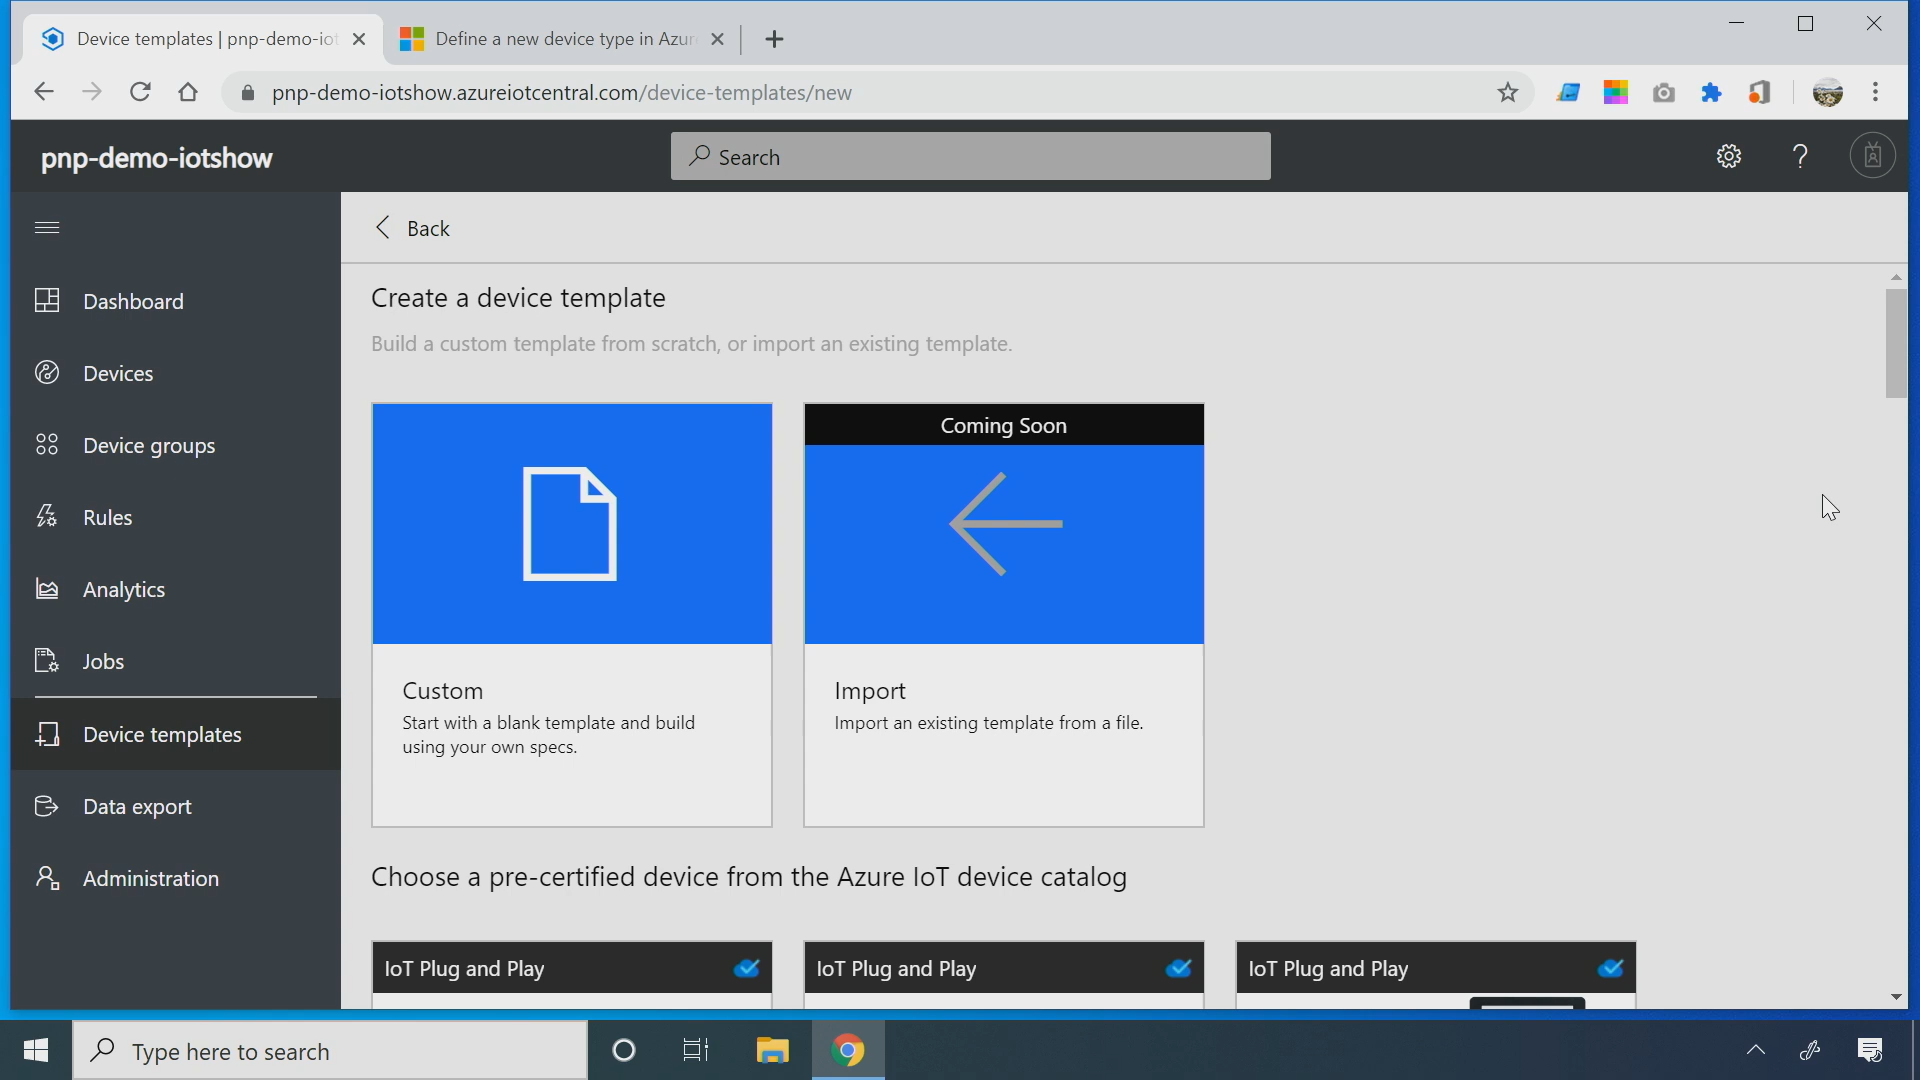 Device templates | pnp-demo-iot
Define a new device type in Azur
pnp-demo-iotshow.azureiotcentral.com/device-templates/new
pnp-demo-iotshow
Search
?
Back
Dashboard
Devices
Device groups
Rules
Analytics
Jobs
Device templates
Data export
Administration
Create a device template
Build a custom template from scratch, or import an existing template.
Coming Soon
Custom
Start with a blank template and build
using your own specs.
Import
Import an existing template from a file.
Choose a pre-certified device from the Azure IoT device catalog
IoT Plug and Play
IoT Plug and Play
IoT Plug and Play
Type here to search